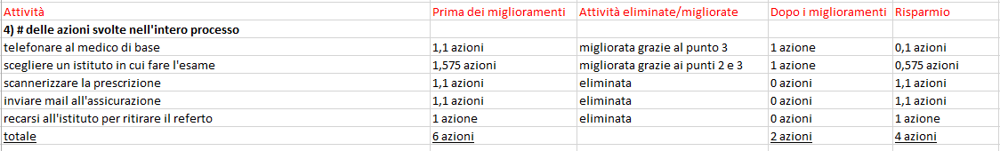 Attività Prima dei miglioramenti Attività eliminate/migliorate Dopo i miglioramenti Risparmio
4) # delle azioni svolte nell'intero processo
telefonare al medico di base 1,1 azioni migliorata grazie al punto 3 1 azione 0,1 azioni
scegliere un istituto in cui fare l'esame 1,575 azioni migliorata grazie ai punti 2 e 3 1 azione 0,575 azioni
scannerizzare la prescrizione 1,1 azioni eliminata 0 azioni 1,1 azioni
inviare mail all'assicurazione 1,1 azioni eliminata 0 azioni 1,1 azioni
recarsi all'istituto per ritirare il referto 1 azione eliminata 0 azioni 1 azione
totale 6 azioni 2 azioni 4 azioni